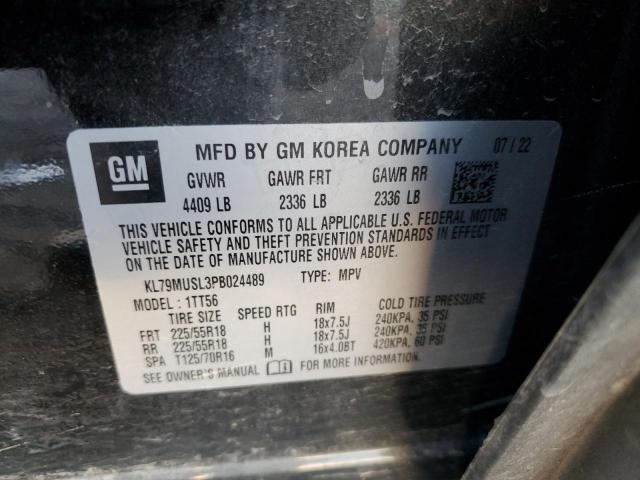 GM
MFD BY GM KOREA COMPANY 07 / 22
GVWR GAWR FRT GAWR RR
4409 LB 2336 LB 2336 LB
THIS VEHICLE CONFORMS TO ALL APPLICABLE U.S. FEDERAL MOTOR
VEHICLE SAFETY AND THEFT PREVENTION STANDARDS IN EFFECT
ON THE DATE OF MANUFACTURE SHOWN ABOVE.
KL79MUSL3PB024489 TYPE: MPV
MODEL: 1TT56
TIRE SIZE SPEED RTG RIM COLD TIRE PRESSURE
FRT 225/55R18 H 18x7.5J 240KPA, 35 PSI
RR 225/55R18 H 18x7.5J 240KPA, 35 PSI
SPA T125/70R16 M 16x4.0BT 420KPA, 60 PSI
SEE OWNER'S MANUAL FOR MORE INFORMATION.